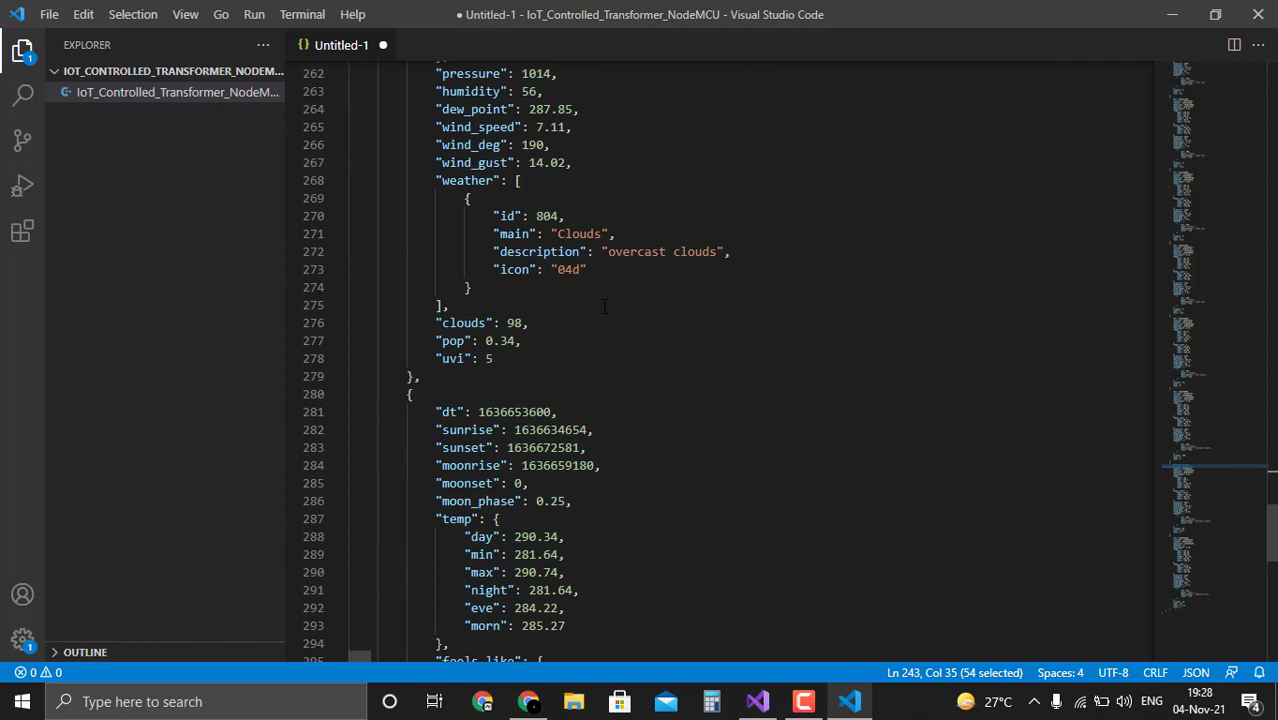 File Edit Selection View Go Run Terminal Help
● Untitled-1 - IoT_Controlled_Transformer_NodeMCU - Visual Studio Code
EXPLORER
{} Untitled-1
IOT_CONTROLLED_TRANSFORMER_NODEM...
IoT_Controlled_Transformer_NodeM...
262 "pressure": 1014,
263 "humidity": 56,
264 "dew_point": 287.85,
265 "wind_speed": 7.11,
266 "wind_deg": 190,
267 "wind_gust": 14.02,
268 "weather": [
269 {
270 "id": 804,
271 "main": "Clouds",
272 "description": "overcast clouds",
273 "icon": "04d"
274 }
275 ],
276 "clouds": 98,
277 "pop": 0.34,
278 "uvi": 5
279 },
280 {
281 "dt": 1636653600,
282 "sunrise": 1636634654,
283 "sunset": 1636672581,
284 "moonrise": 1636659180,
285 "moonset": 0,
286 "moon_phase": 0.25,
287 "temp": {
288 "day": 290.34,
289 "min": 281.64,
290 "max": 290.74,
291 "night": 281.64,
292 "eve": 284.22,
293 "morn": 285.27
294 },
295 "feels_like": {
OUTLINE
0 0 Ln 243, Col 35 (54 selected) Spaces: 4 UTF-8 CRLF JSON
Type here to search
27°C ENG 19:28
04-Nov-21
4
1
1